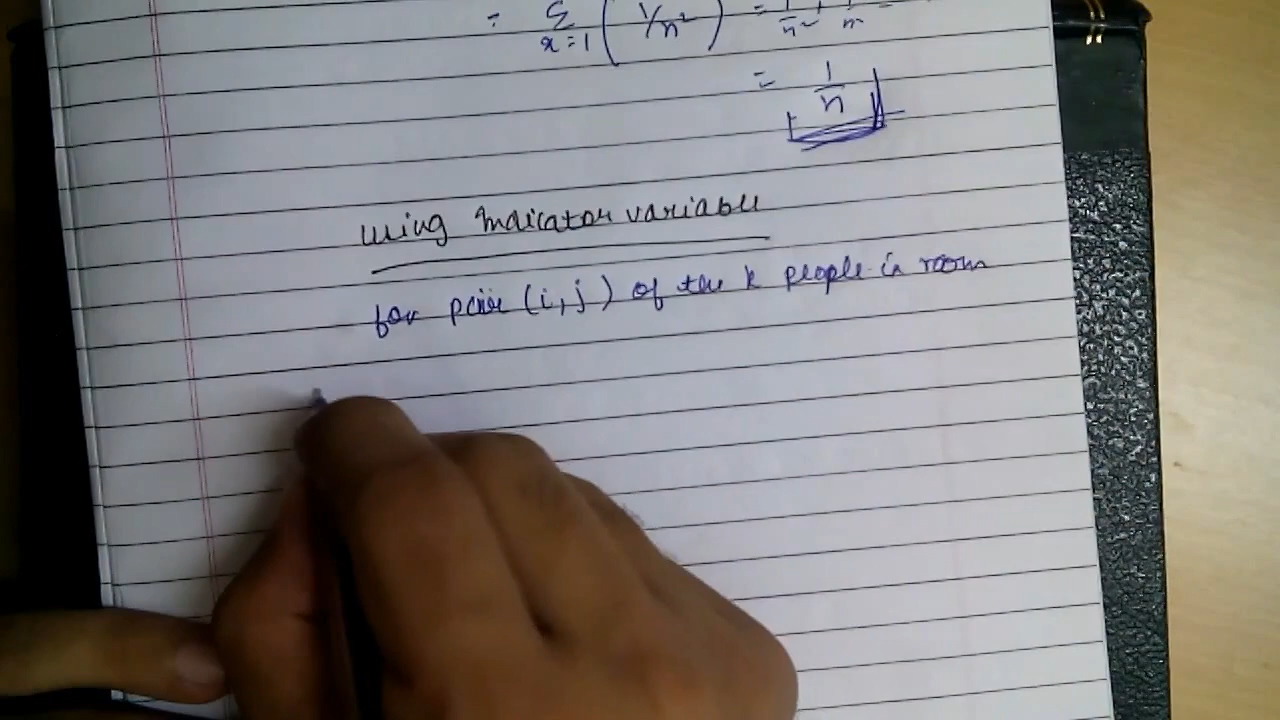 = Σ x=1 ( 1/n² ) =
= 1/n
using indicator variable
for pair (i,j) of the k people in room